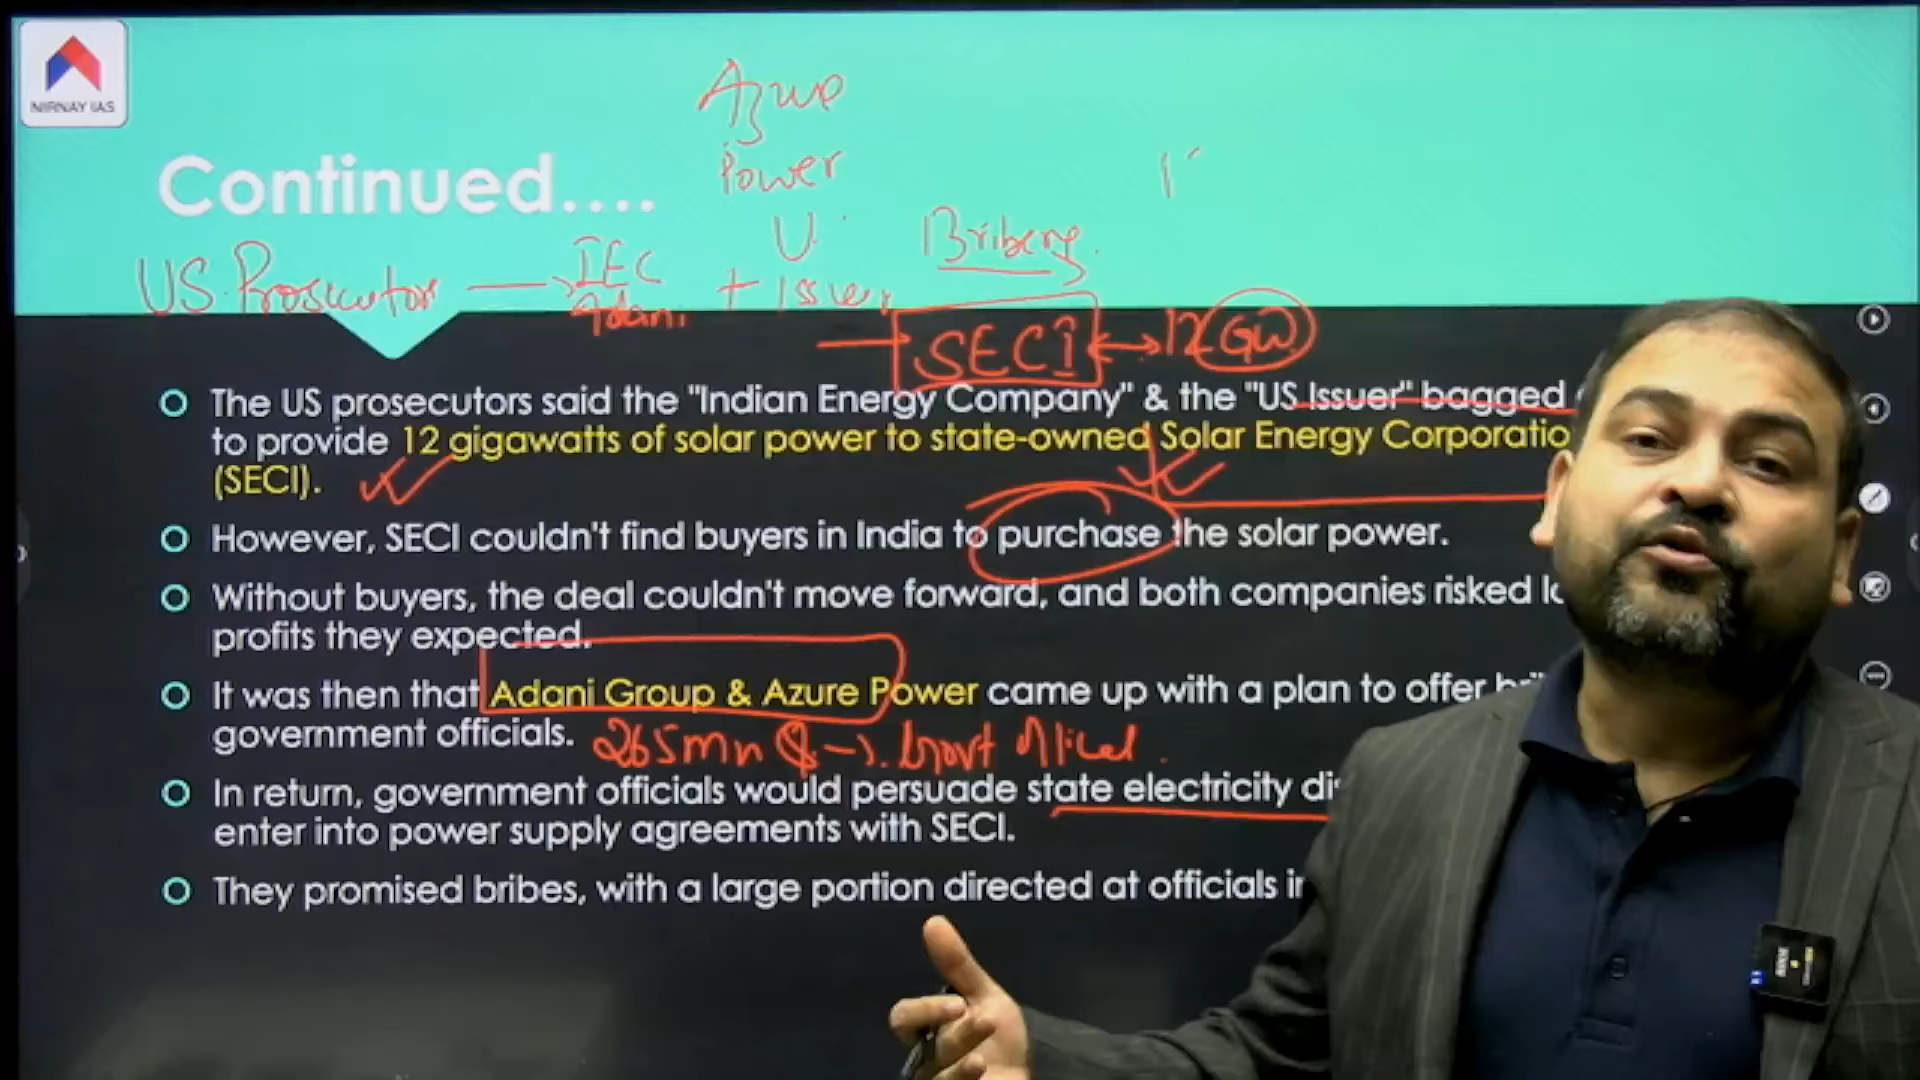 NIRNAY IAS
Azure
Power
Continued....
U.
Bribery.
US Prosecutor → IEC + Issuer
Adani
SECI ↔ 12 GW
The US prosecutors said the "Indian Energy Company" & the "US Issuer" bagged
to provide 12 gigawatts of solar power to state-owned Solar Energy Corporatio
(SECI).
However, SECI couldn't find buyers in India to purchase the solar power.
Without buyers, the deal couldn't move forward, and both companies risked lo
profits they expected.
It was then that Adani Group & Azure Power came up with a plan to offer bri
government officials.
265mn $ → Govt
In return, government officials would persuade state electricity dis
enter into power supply agreements with SECI.
They promised bribes, with a large portion directed at officials in